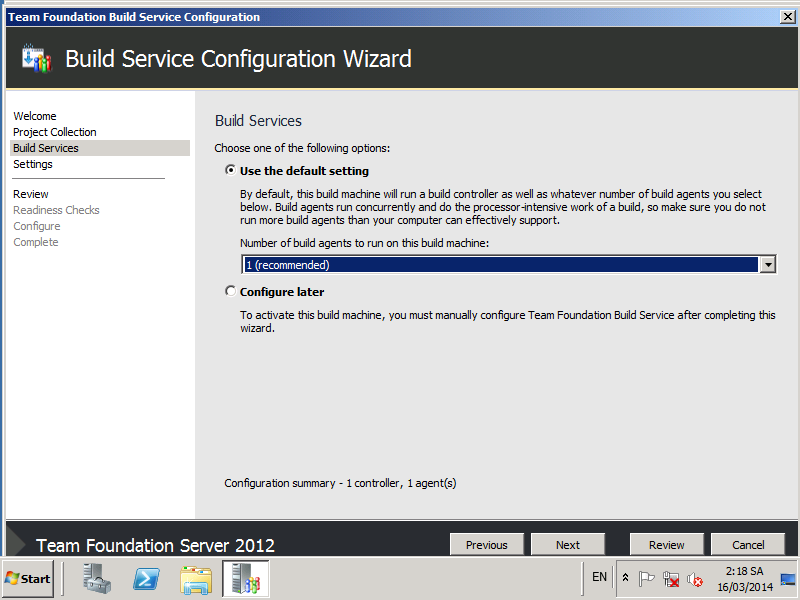 Team Foundation Build Service Configuration
Build Service Configuration Wizard
Welcome
Project Collection
Build Services
Settings
Review
Readiness Checks
Configure
Complete
Build Services
Choose one of the following options:
Use the default setting
By default, this build machine will run a build controller as well as whatever number of build agents you select
below. Build agents run concurrently and do the processor-intensive work of a build, so make sure you do not
run more build agents than your computer can effectively support.
Number of build agents to run on this build machine:
1 (recommended)
Configure later
To activate this build machine, you must manually configure Team Foundation Build Service after completing this
wizard.
Configuration summary - 1 controller, 1 agent(s)
Team Foundation Server 2012
Previous
Next
Review
Cancel
Start
EN
2:18 SA
16/03/2014